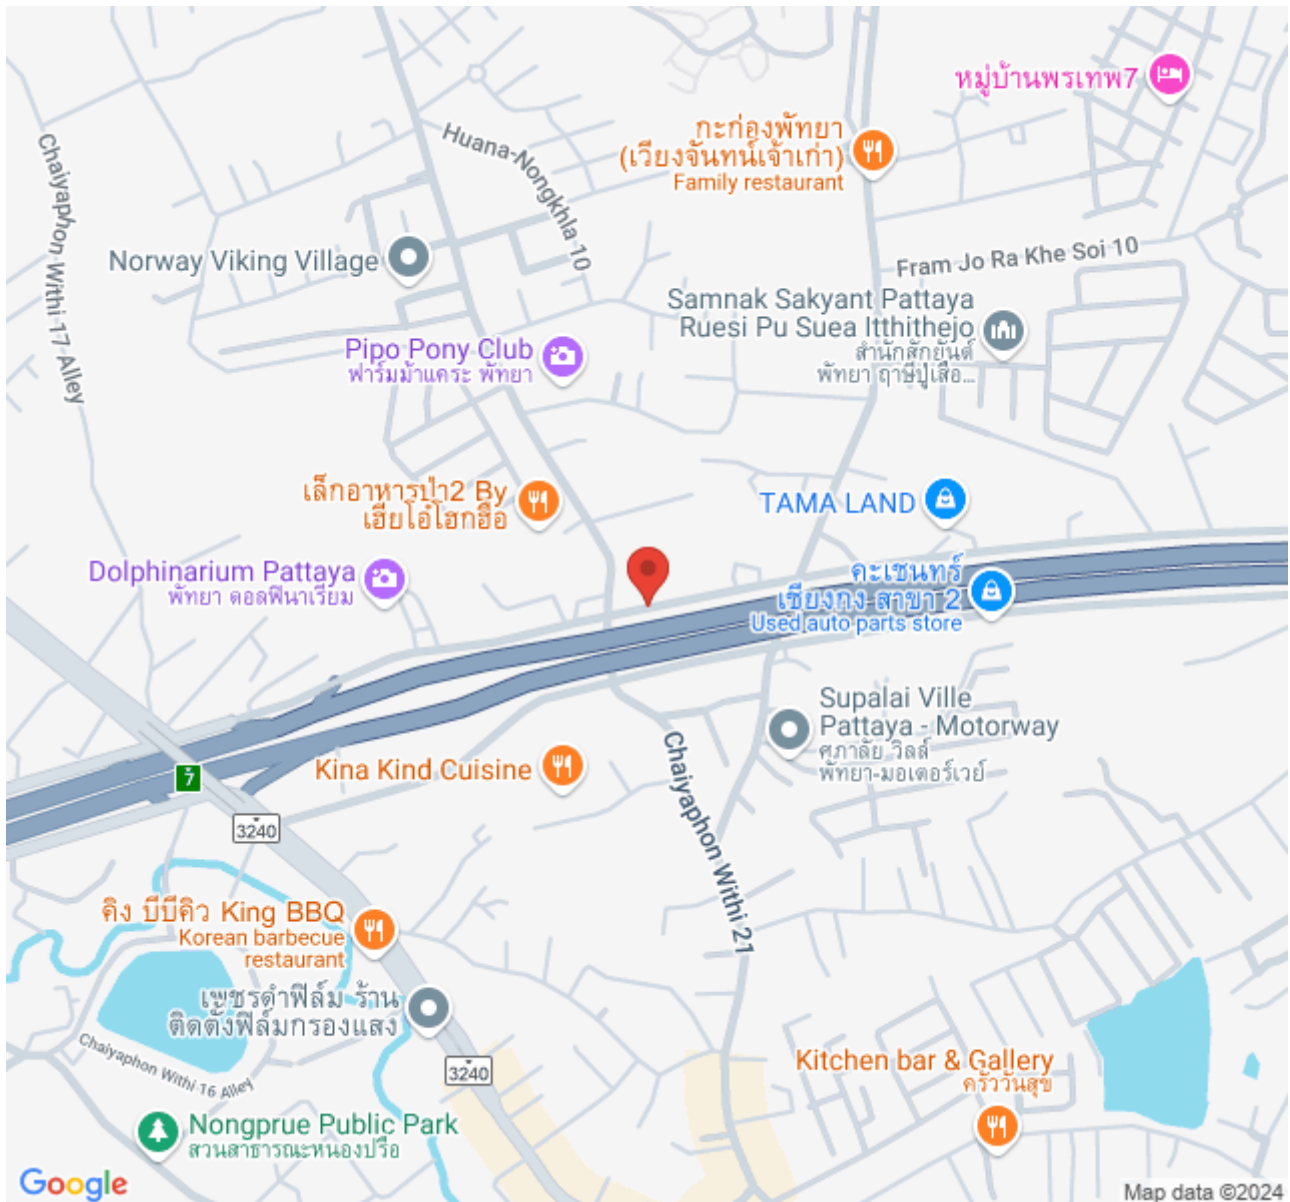 หมู่บ้านพรเทพ7
กะก่องพัทยา
(เวียงจันทน์เจ้าเก่า)
Family restaurant
Huana-Nongkhla 10
Chaiyaphon Withi 17 Alley
Norway Viking Village
Fram Jo Ra Khe Soi 10
Samnak Sakyant Pattaya
Ruesi Pu Suea Itthithejo
สำนักสักยันต์
พัทยา ฤาษีปู่เสือ...
Pipo Pony Club
ฟาร์มม้าแคระ พัทยา
เล็กอาหารป่า2 By
เฮียโอ๋โฮกฮือ
TAMA LAND
Dolphinarium Pattaya
พัทยา ดอลฟินาเรียม
คะเชนทร์
เชียงกง สาขา 2
Used auto parts store
Supalai Ville
Pattaya - Motorway
ศุภาลัย วิลล์
พัทยา-มอเตอร์เวย์
Kina Kind Cuisine
7
3240
Chaiyaphon Withi 21
คิง บีบีคิว King BBQ
Korean barbecue
restaurant
เพชรดำฟิล์ม ร้าน
ติดตั้งฟิล์มกรองแสง
Chaiyaphon Withi 16 Alley
3240
Kitchen bar & Gallery
ครัววันสุข
Nongprue Public Park
สวนสาธารณะหนองปรือ
Google
Map data ©2024